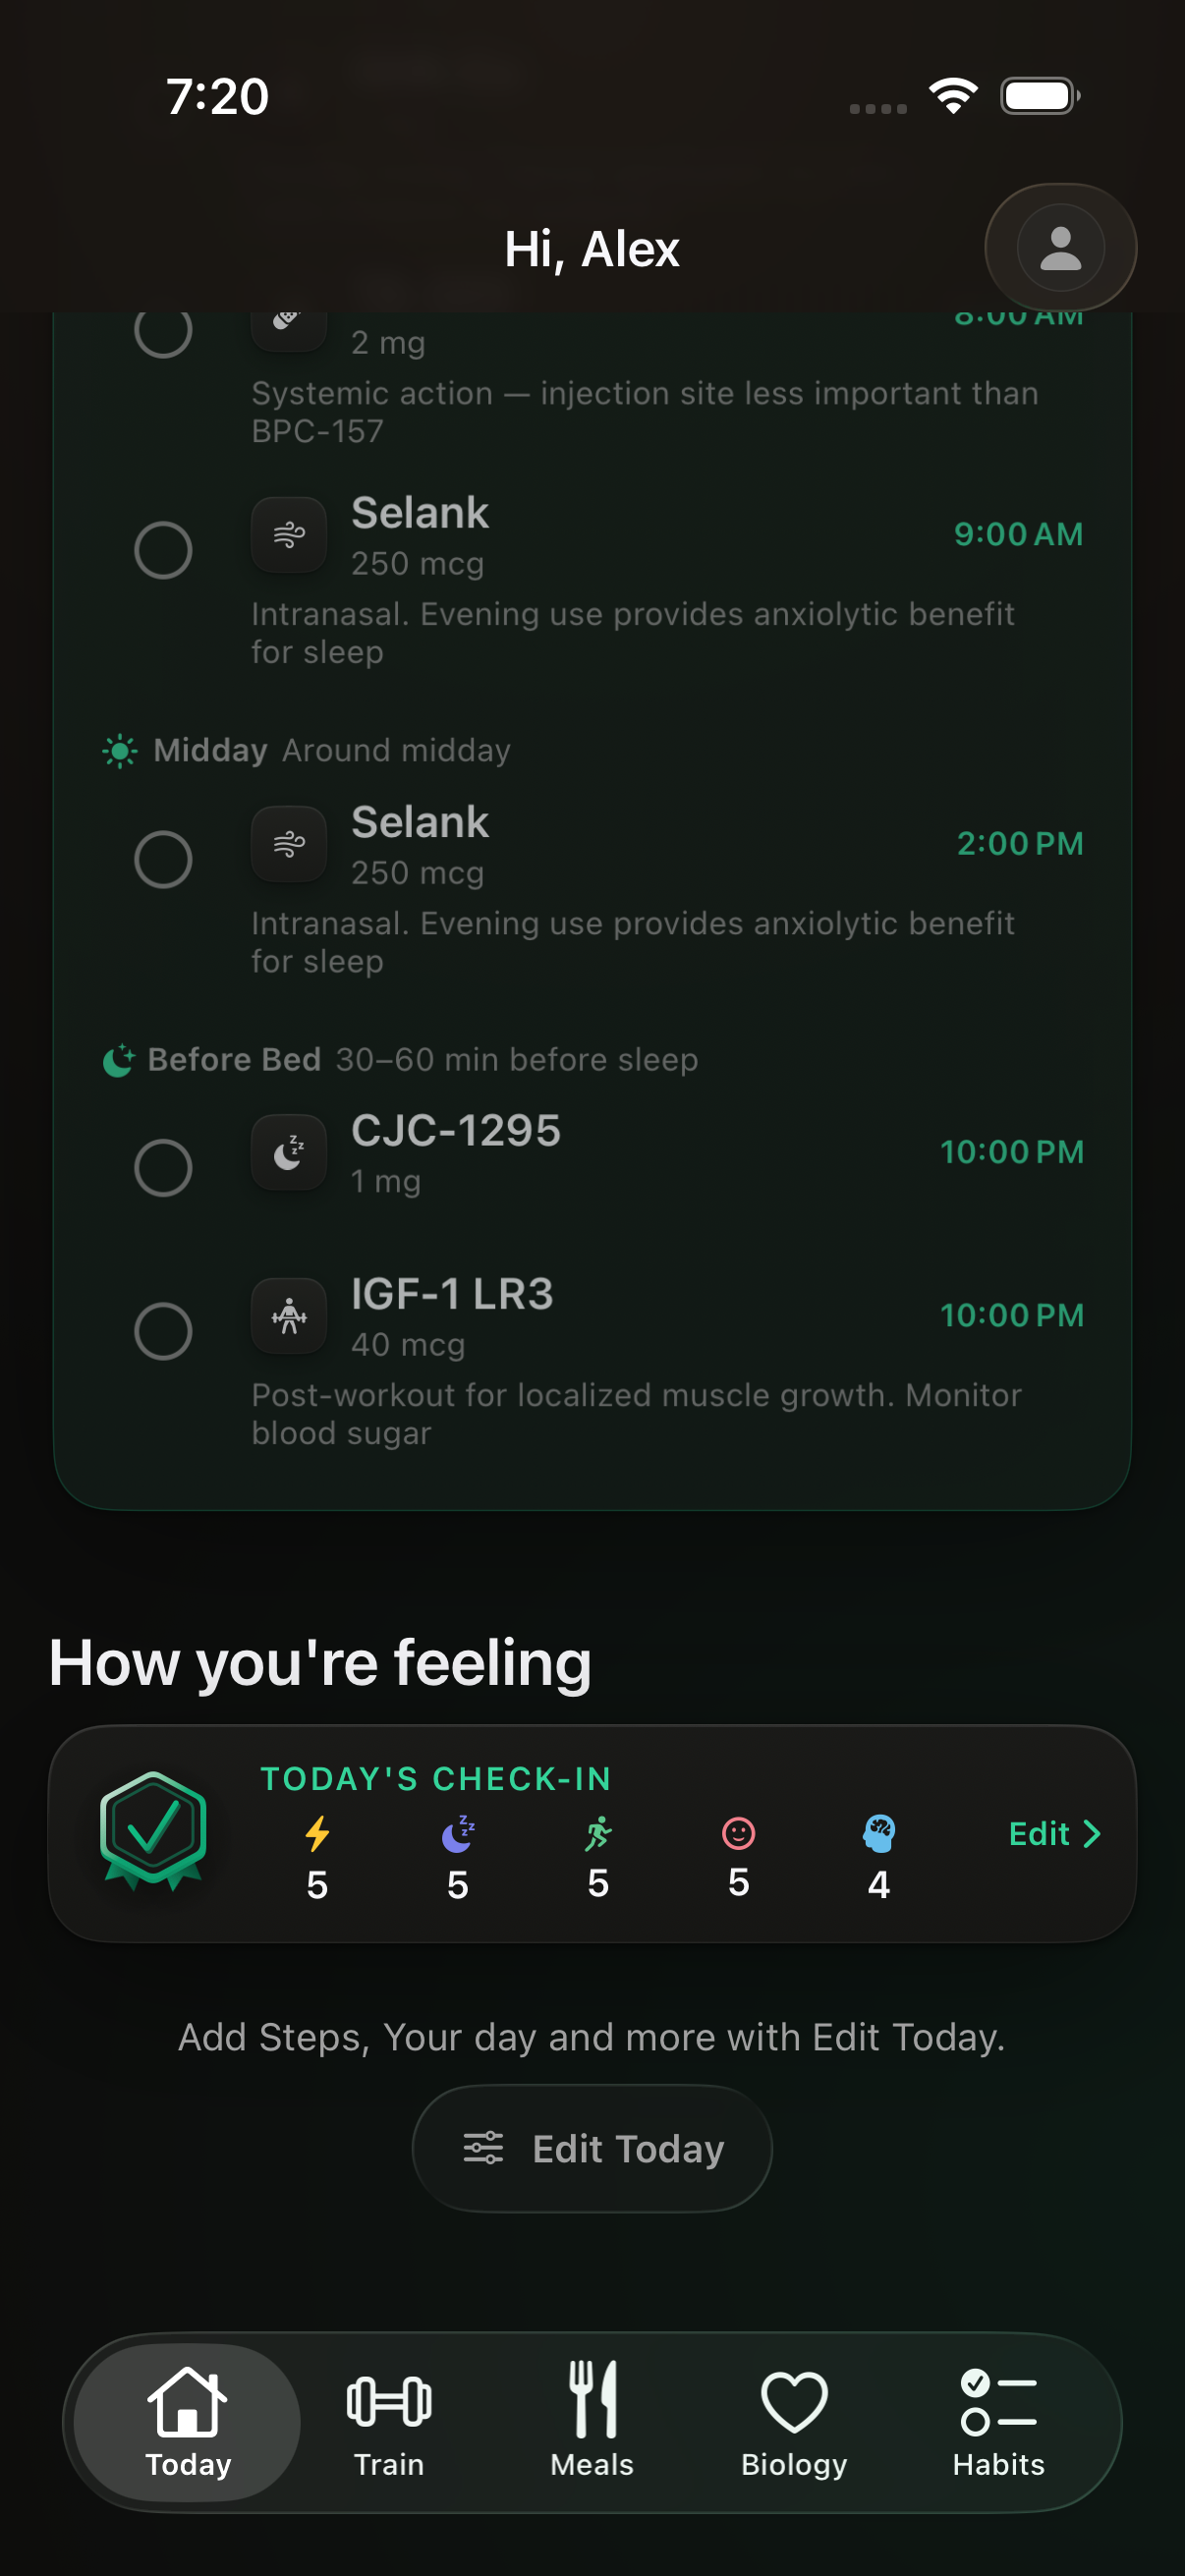 7:20
Hi, Alex
8:00 AM
2 mg
Systemic action — injection site less important than
BPC-157
Selank
9:00 AM
250 mcg
Intranasal. Evening use provides anxiolytic benefit
for sleep
Midday Around midday
Selank
2:00 PM
250 mcg
Intranasal. Evening use provides anxiolytic benefit
for sleep
Before Bed 30–60 min before sleep
CJC-1295
10:00 PM
1 mg
IGF-1 LR3
10:00 PM
40 mcg
Post-workout for localized muscle growth. Monitor
blood sugar
How you're feeling
TODAY'S CHECK-IN
5 5 5 5 4
Edit
Add Steps, Your day and more with Edit Today.
Edit Today
Today Train Meals Biology Habits